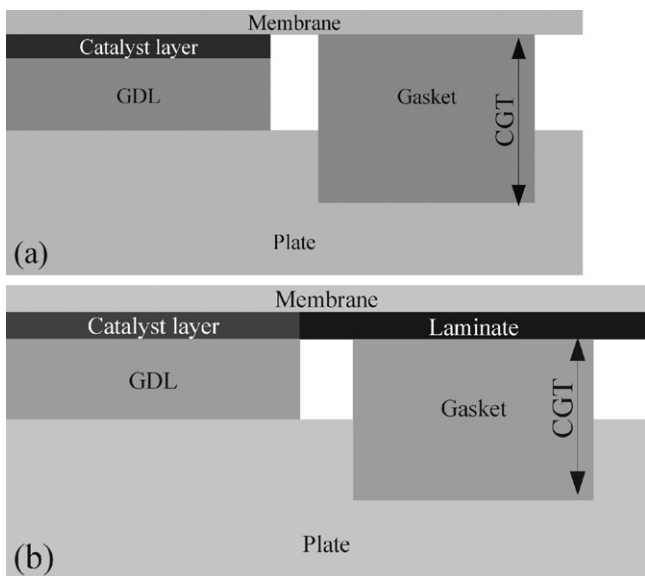 Membrane
Catalyst layer
GDL
Gasket
CGT
Plate
(a)
Membrane
Catalyst layer
Laminate
GDL
Gasket
CGT
Plate
(b)